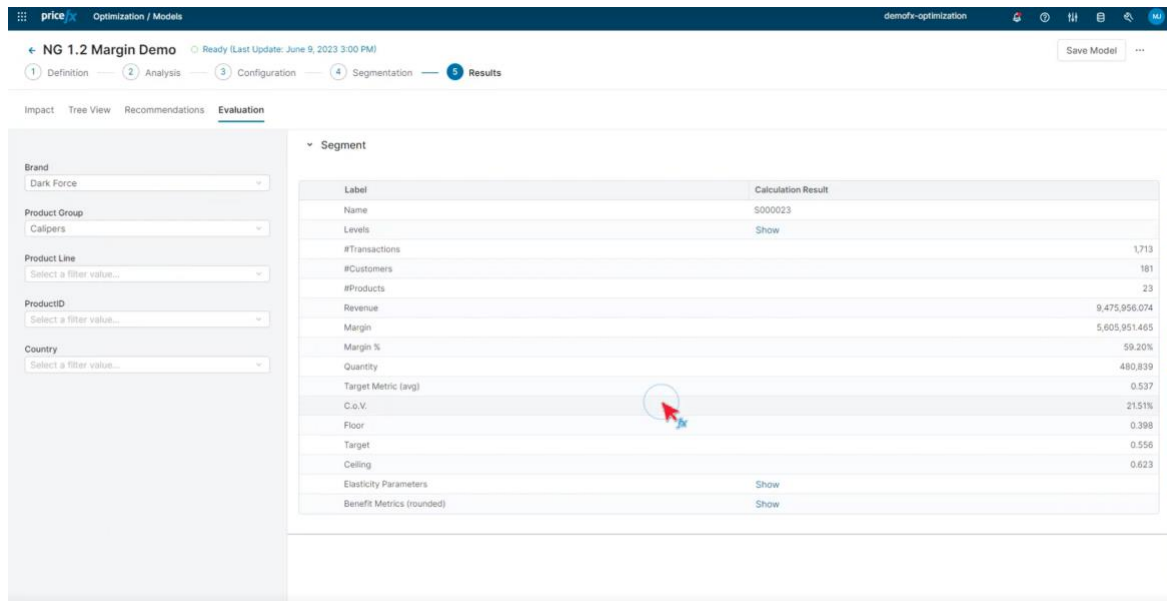 pricefx Optimization / Models demofx-optimization MJ
← NG 1.2 Margin Demo Ready (Last Update: June 9, 2023 3:00 PM) Save Model ...
1 Definition 2 Analysis 3 Configuration 4 Segmentation 5 Results
Impact Tree View Recommendations Evaluation
Segment
Brand
Dark Force
Product Group
Calipers
Product Line
Select a filter value...
ProductID
Select a filter value...
Country
Select a filter value...
Label Calculation Result
Name S000023
Levels Show
#Transactions 1,713
#Customers 181
#Products 23
Revenue 9,475,956.074
Margin 5,605,951.465
Margin % 59.20%
Quantity 480,839
Target Metric (avg) 0.537
C.o.V. 21.51%
Floor 0.398
Target 0.556
Ceiling 0.623
Elasticity Parameters Show
Benefit Metrics (rounded) Show
fx